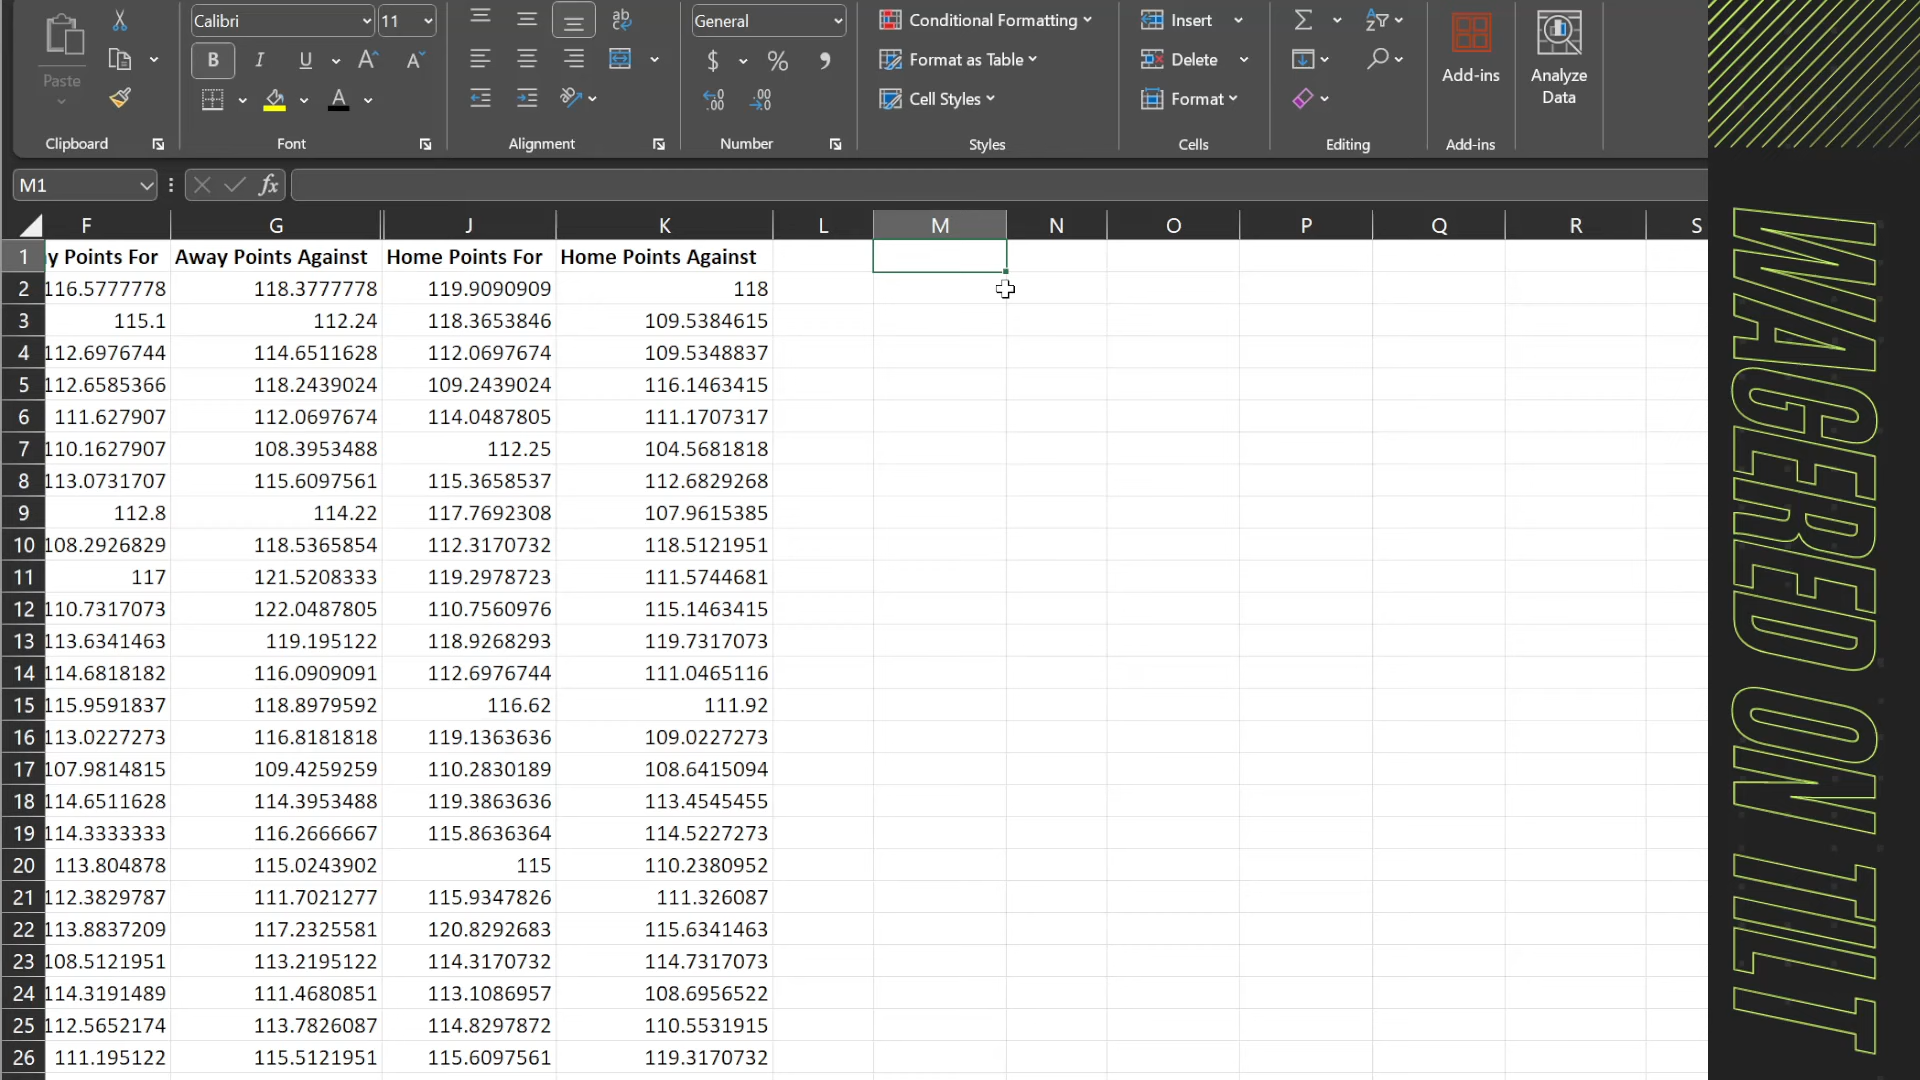 Calibri 11 General Conditional Formatting Insert
Paste B I U $ % Format as Table Delete Add-ins Analyze Data
Cell Styles Format
Clipboard Font Alignment Number Styles Cells Editing Add-ins
M1 fx
F G J K L M N O P Q R S
1 y Points For Away Points Against Home Points For Home Points Against
2 116.5777778 118.3777778 119.9090909 118
3 115.1 112.24 118.3653846 109.5384615
4 112.6976744 114.6511628 112.0697674 109.5348837
5 112.6585366 118.2439024 109.2439024 116.1463415
6 111.627907 112.0697674 114.0487805 111.1707317
7 110.1627907 108.3953488 112.25 104.5681818
8 113.0731707 115.6097561 115.3658537 112.6829268
9 112.8 114.22 117.7692308 107.9615385
10 108.2926829 118.5365854 112.3170732 118.5121951
11 117 121.5208333 119.2978723 111.5744681
12 110.7317073 122.0487805 110.7560976 115.1463415
13 113.6341463 119.195122 118.9268293 119.7317073
14 114.6818182 116.0909091 112.6976744 111.0465116
15 115.9591837 118.8979592 116.62 111.92
16 113.0227273 116.8181818 119.1363636 109.0227273
17 107.9814815 109.4259259 110.2830189 108.6415094
18 114.6511628 114.3953488 119.3863636 113.4545455
19 114.3333333 116.2666667 115.8636364 114.5227273
20 113.804878 115.0243902 115 110.2380952
21 112.3829787 111.7021277 115.9347826 111.326087
22 113.8837209 117.2325581 120.8292683 115.6341463
23 108.5121951 113.2195122 114.3170732 114.7317073
24 114.3191489 111.4680851 113.1086957 108.6956522
25 112.5652174 113.7826087 114.8297872 110.5531915
26 111.195122 115.5121951 115.6097561 119.3170732
WAGERED ON TILT